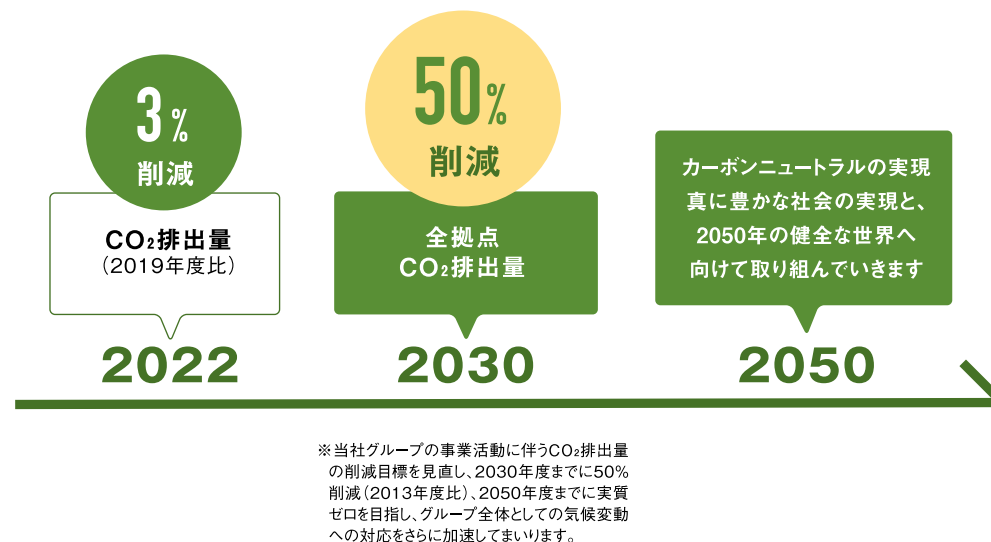 3%
削減
CO₂排出量
(2019年度比)
2022
50%
削減
全拠点
CO₂排出量
2030
カーボンニュートラルの実現
真に豊かな社会の実現と、
2050年の健全な世界へ
向けて取り組んでいきます
2050
※当社グループの事業活動に伴うCO₂排出量
の削減目標を見直し、2030年度までに50%
削減(2013年度比)、2050年度までに実質
ゼロを目指し、グループ全体としての気候変動
への対応をさらに加速してまいります。